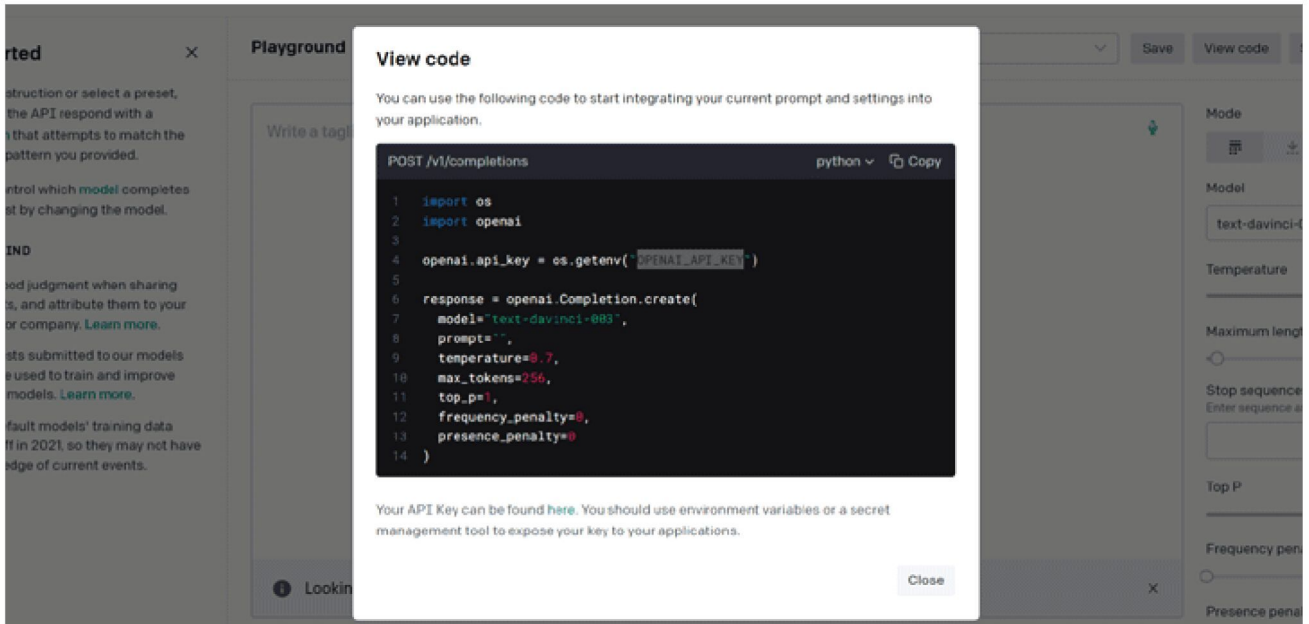 rted
struction or select a preset,
the API respond with a
that attempts to match the
pattern you provided.
ntrol which model completes
st by changing the model.
IND
ood judgment when sharing
ts, and attribute them to your
or company. Learn more.
sts submitted to our models
e used to train and improve
models. Learn more.
fault models' training data
ff in 2021, so they may not have
edge of current events.
Playground
Save
View code
Write a tagl
Lookin
View code
You can use the following code to start integrating your current prompt and settings into
your application.
POST /v1/completions
python
Copy
1 import os
2 import openai
3
4 openai.api_key = os.getenv("OPENAI_API_KEY")
5
6 response = openai.Completion.create(
7 model="text-davinci-003",
8 prompt="",
9 temperature=0.7,
10 max_tokens=256,
11 top_p=1,
12 frequency_penalty=0,
13 presence_penalty=0
14 )
Your API Key can be found here. You should use environment variables or a secret
management tool to expose your key to your applications.
Close
Mode
Model
text-davinci-0
Temperature
Maximum lengt
Stop sequence
Enter sequence a
Top P
Frequency pen
Presence penal